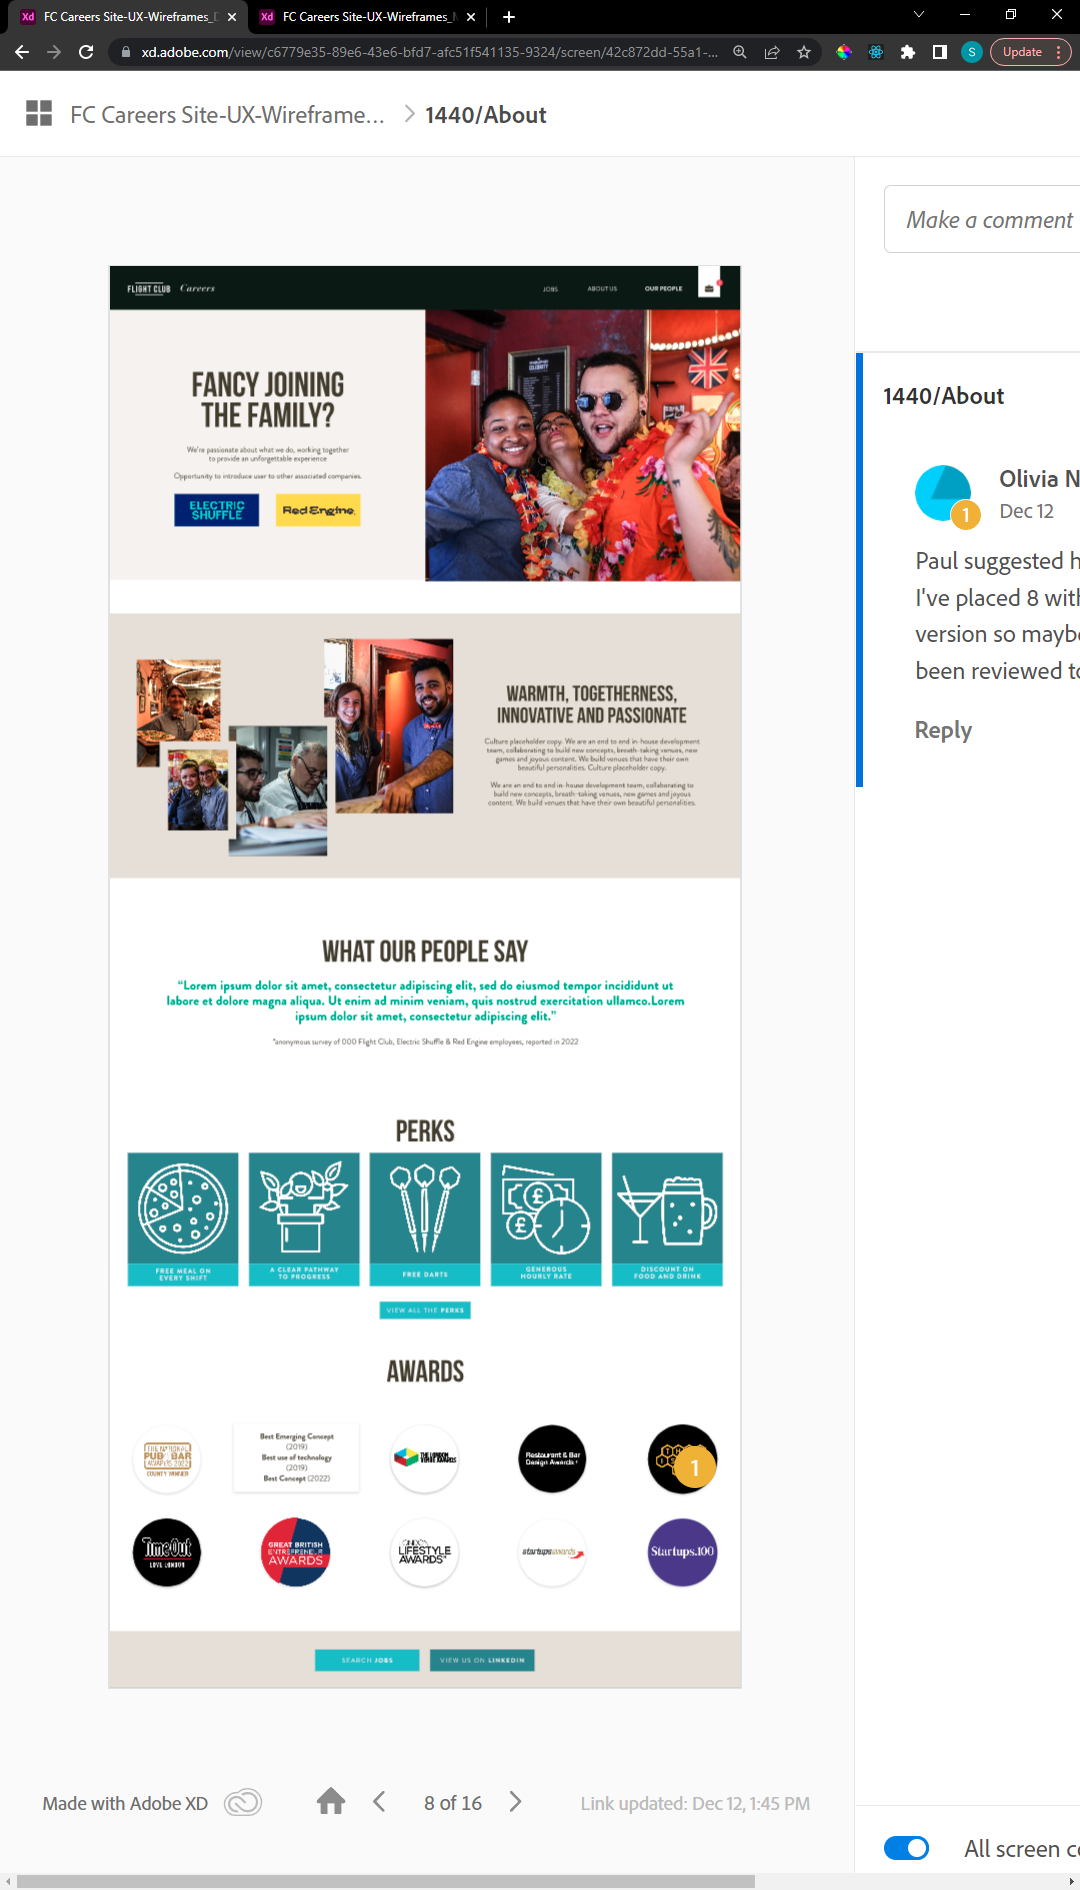 FC Careers Site-UX-Wireframes_D
FC Careers Site-UX-Wireframes_
xd.adobe.com/view/c6779e35-89e6-43e6-bfd7-afc51f541135-9324/screen/42c872dd-55a1-...
S
Update
FC Careers Site-UX-Wireframe...
1440/About
Make a comment
FLIGHT CLUB Careers
JOBS
ABOUT US
OUR PEOPLE
FANCY JOINING
THE FAMILY?
We're passionate about what we do, working together
to provide an unforgettable experience
Opportunity to introduce user to other associated companies.
ELECTRIC
SHUFFLE
Red Engine.
WARMTH, TOGETHERNESS,
INNOVATIVE AND PASSIONATE
Culture placeholder copy. We are an end to end in-house development
team, collaborating to build new concepts, breath-taking venues, new
games and joyous content. We build venues that have their own
beautiful personalities. Culture placeholder copy.
We are an end to end in-house development team, collaborating to
build new concepts, breath-taking venues, new games and joyous
content. We build venues that have their own beautiful personalities.
WHAT OUR PEOPLE SAY
“Lorem ipsum dolor sit amet, consectetur adipiscing elit, sed do eiusmod tempor incididunt ut
labore et dolore magna aliqua. Ut enim ad minim veniam, quis nostrud exercitation ullamco.Lorem
ipsum dolor sit amet, consectetur adipiscing elit.”
*anonymous survey of 000 Flight Club, Electric Shuffle & Red Engine employees, reported in 2022
PERKS
FREE MEAL ON
EVERY SHIFT
A CLEAR PATHWAY
TO PROGRESS
FREE DARTS
GENEROUS
HOURLY RATE
DISCOUNT ON
FOOD AND DRINK
VIEW ALL THE PERKS
AWARDS
THE NATIONAL
PUB & BAR
AWARDS 2022
COUNTY WINNER
Best Emerging Concept
(2019)
Best use of technology
(2019)
Best Concept (2022)
THE LONDON
VENUE AWARDS
Restaurant & Bar
Design Awards
1
TimeOut
LOVE LONDON
GREAT BRITISH
ENTREPRENEUR
AWARDS
LIFESTYLE
AWARDS
startups awards
Startups.100
SEARCH JOBS
VIEW US ON LINKEDIN
1440/About
Olivia N
1
Dec 12
Paul suggested h
I've placed 8 with
version so mayb
been reviewed to
Reply
Made with Adobe XD
8 of 16
Link updated: Dec 12, 1:45 PM
All screen co